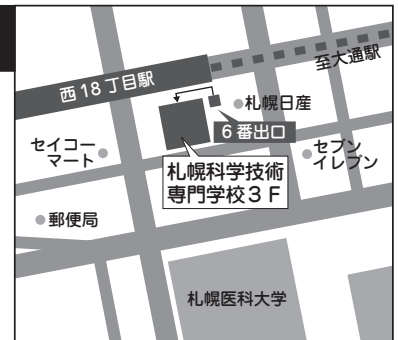 至大通駅
西18丁目駅
札幌日産
6番出口
セイコー
マート
セブン
イレブン
札幌科学技術
専門学校3F
郵便局
札幌医科大学